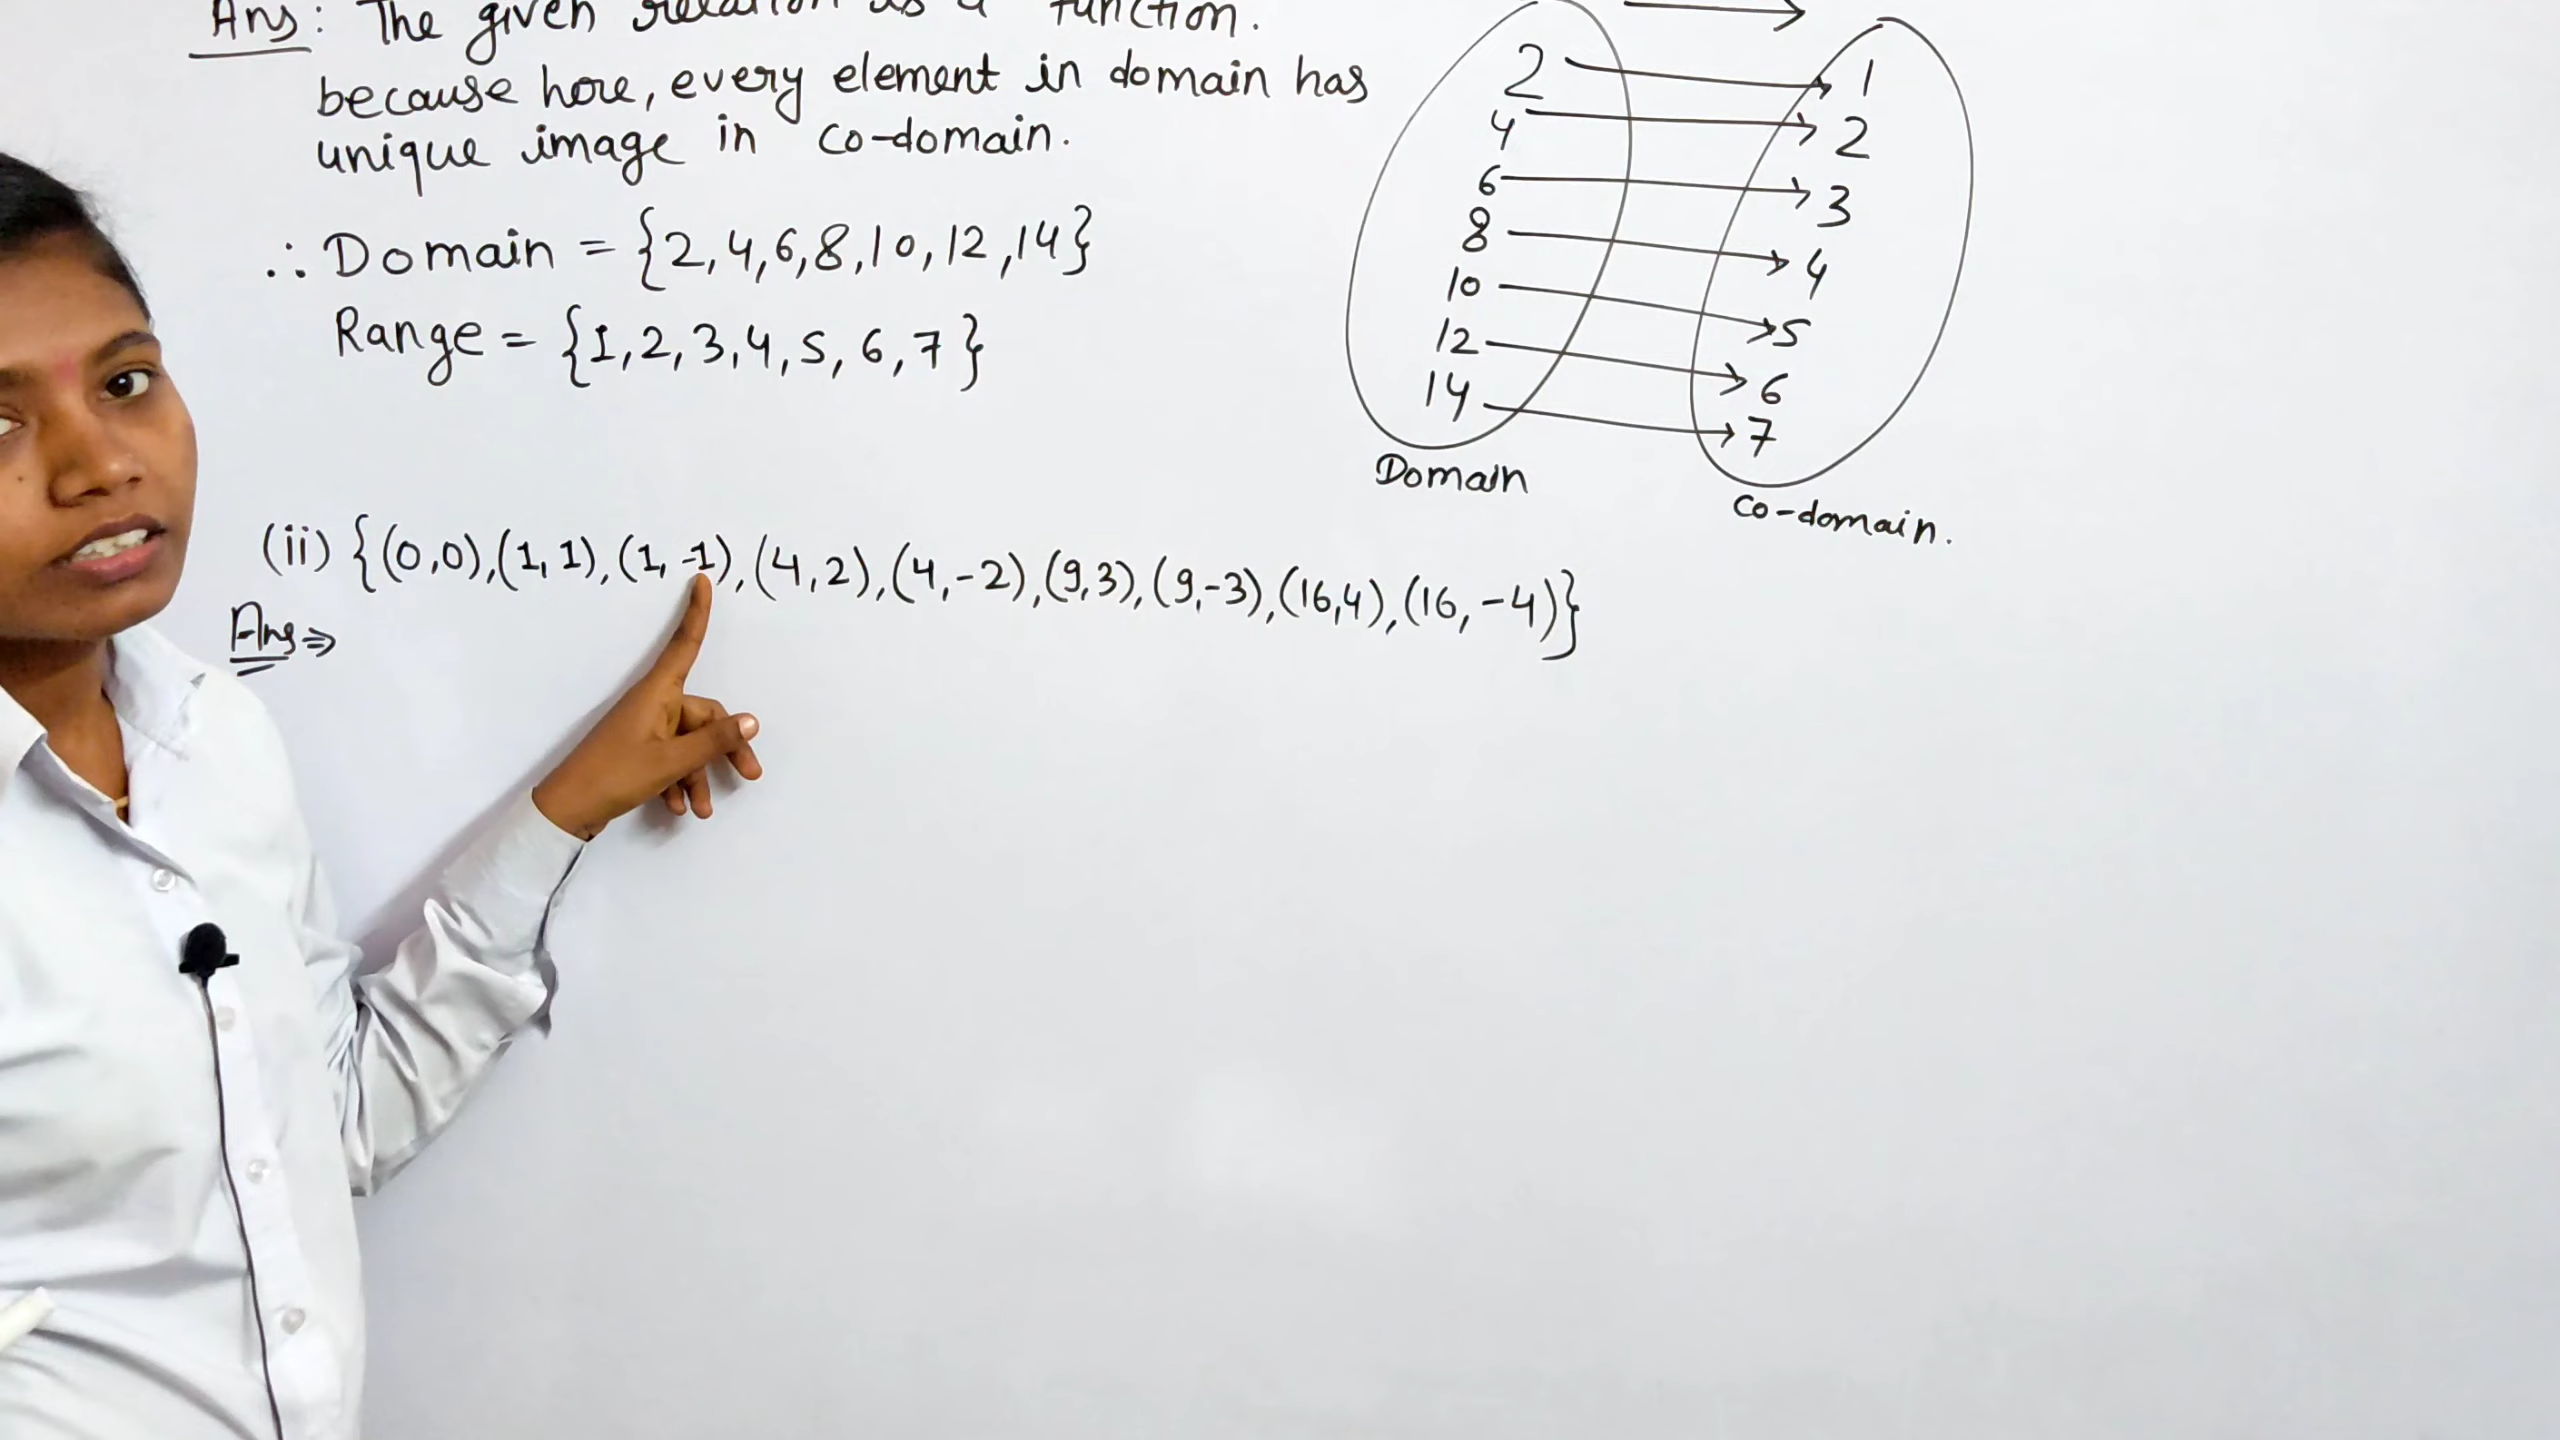 Ans: The given relation is a function.
because here, every element in domain has
unique image in co-domain.
∴ Domain = {2,4,6,8,10,12,14}
Range = {1,2,3,4,5,6,7}
2 → 1
4 → 2
6 → 3
8 → 4
10 → 5
12 → 6
14 → 7
Domain
co-domain.
(ii) {(0,0),(1,1),(1,-1),(4,2),(4,-2),(9,3),(9,-3),(16,4),(16,-4)}
Ans⇒